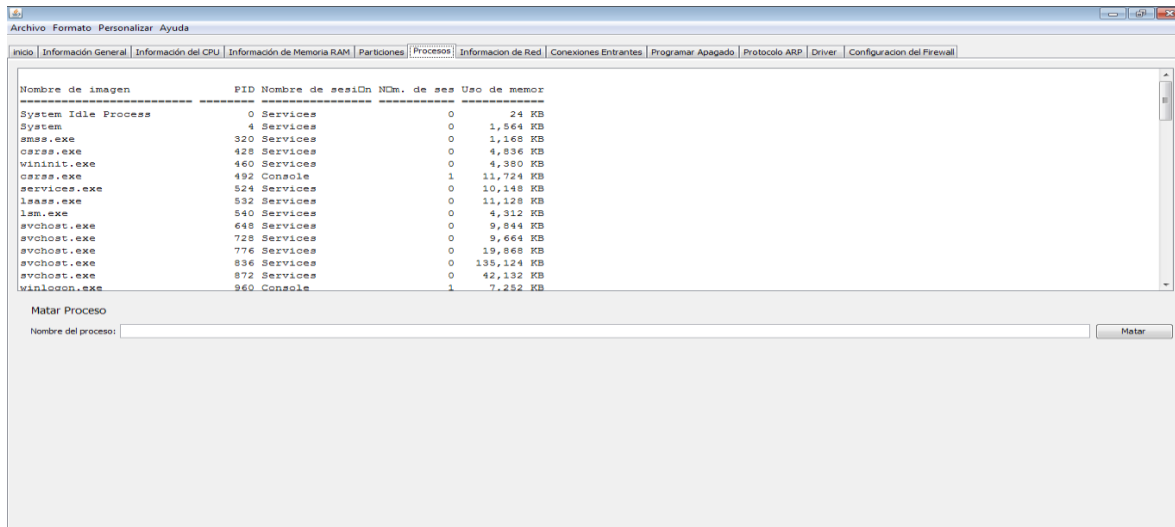 Archivo Formato Personalizar Ayuda
inicio Información General Información del CPU Información de Memoria RAM Particiones Procesos Informacion de Red Conexiones Entrantes Programar Apagado Protocolo ARP Driver Configuracion del Firewall
Nombre de imagen PID Nombre de sesi□n N□m. de ses Uso de memor
========================= ======== ================ =========== ============
System Idle Process 0 Services 0 24 KB
System 4 Services 0 1,564 KB
smss.exe 320 Services 0 1,168 KB
csrss.exe 428 Services 0 4,836 KB
wininit.exe 460 Services 0 4,380 KB
csrss.exe 492 Console 1 11,724 KB
services.exe 524 Services 0 10,148 KB
lsass.exe 532 Services 0 11,128 KB
lsm.exe 540 Services 0 4,312 KB
svchost.exe 648 Services 0 9,844 KB
svchost.exe 728 Services 0 9,664 KB
svchost.exe 776 Services 0 19,868 KB
svchost.exe 836 Services 0 135,124 KB
svchost.exe 872 Services 0 42,132 KB
winlogon.exe 960 Console 1 7,252 KB
Matar Proceso
Nombre del proceso: Matar